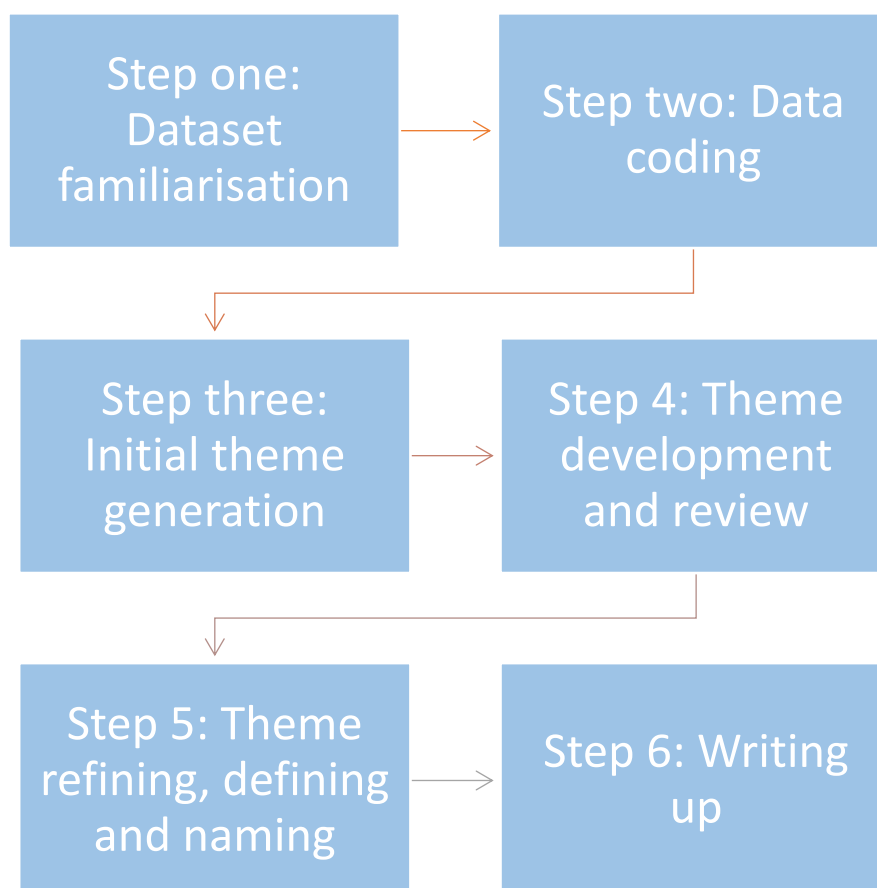 Step one:
Dataset
familiarisation
Step two: Data
coding
Step three:
Initial theme
generation
Step 4: Theme
development
and review
Step 5: Theme
refining, defining
and naming
Step 6: Writing
up